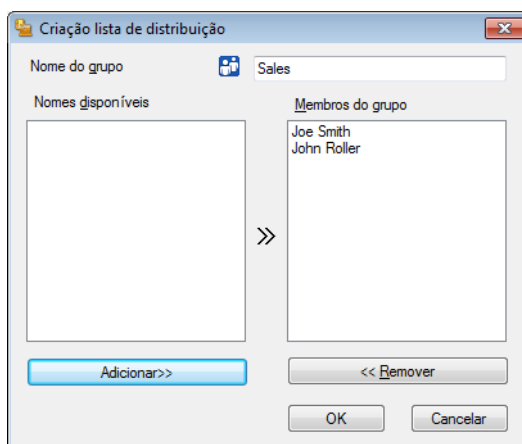 Criação lista de distribuição
Nome do grupo
Sales
Nomes disponíveis
Membros do grupo
Joe Smith
John Roller
Adicionar>>
<< Remover
OK
Cancelar